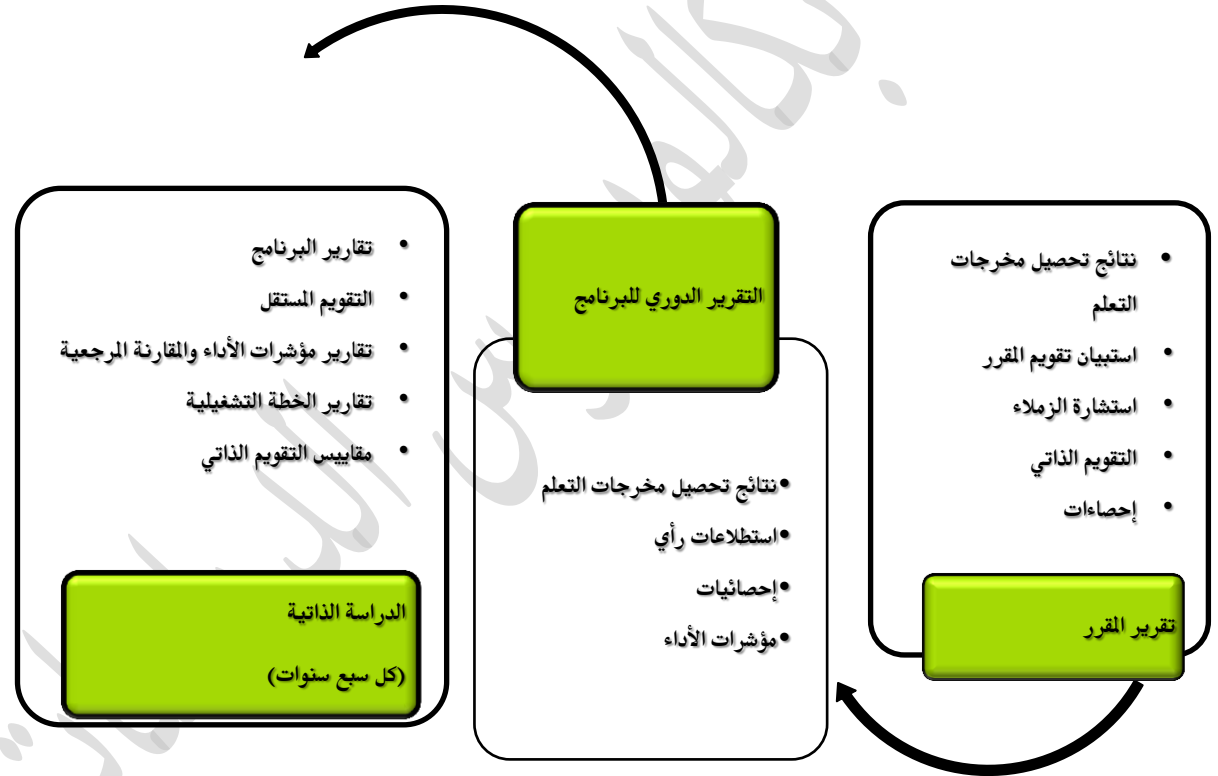 • نتائج تحصيل مخرجات
التعلم
• استبيان تقويم المقرر
• استشارة الزملاء
• التقويم الذاتي
• إحصاءات
تقرير المقرر
التقرير الدوري للبرنامج
•نتائج تحصيل مخرجات التعلم
•استطلاعات رأي
•إحصائيات
•مؤشرات الأداء
• تقارير البرنامج
• التقويم المستقل
• تقارير مؤشرات الأداء والمقارنة المرجعية
• تقارير الخطة التشغيلية
• مقاييس التقويم الذاتي
الدراسة الذاتية
(كل سبع سنوات)